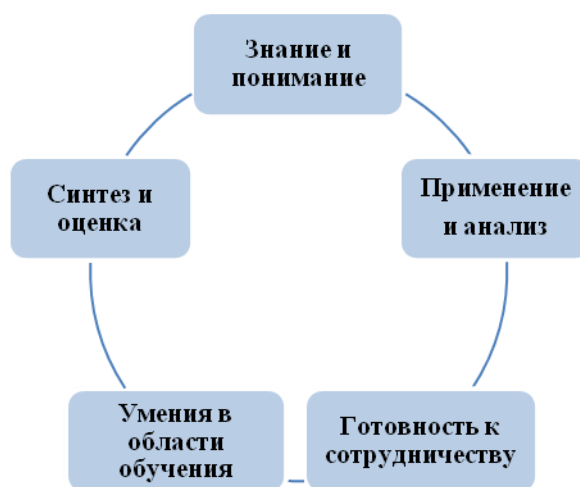 Знание и
понимание
Применение
и анализ
Готовность к
сотрудничеству
Умения в
области
обучения
Синтез и
оценка